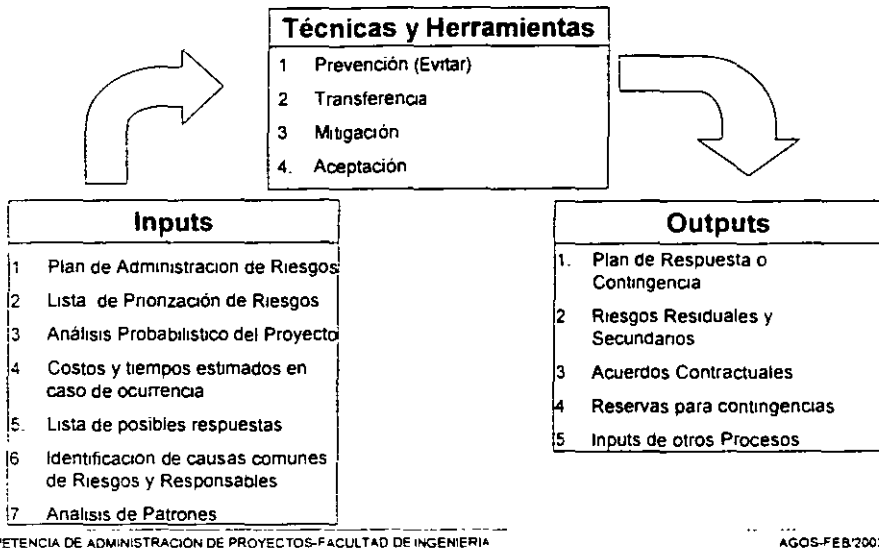 Técnicas y Herramientas
1 Prevención (Evitar)
2 Transferencia
3 Mitigación
4. Aceptación
Inputs
1 Plan de Administracion de Riesgos
2 Lista de Priorización de Riesgos
3 Análisis Probabilistico del Proyecto
4 Costos y tiempos estimados en
caso de ocurrencia
5. Lista de posibles respuestas
6 Identificacion de causas comunes
de Riesgos y Responsables
7 Analisis de Patrones
Outputs
1. Plan de Respuesta o
Contingencia
2 Riesgos Residuales y
Secundarios
3 Acuerdos Contractuales
4 Reservas para contingencias
5 Inputs de otros Procesos
PETENCIA DE ADMINISTRACION DE PROYECTOS-FACULTAD DE INGENIERIA